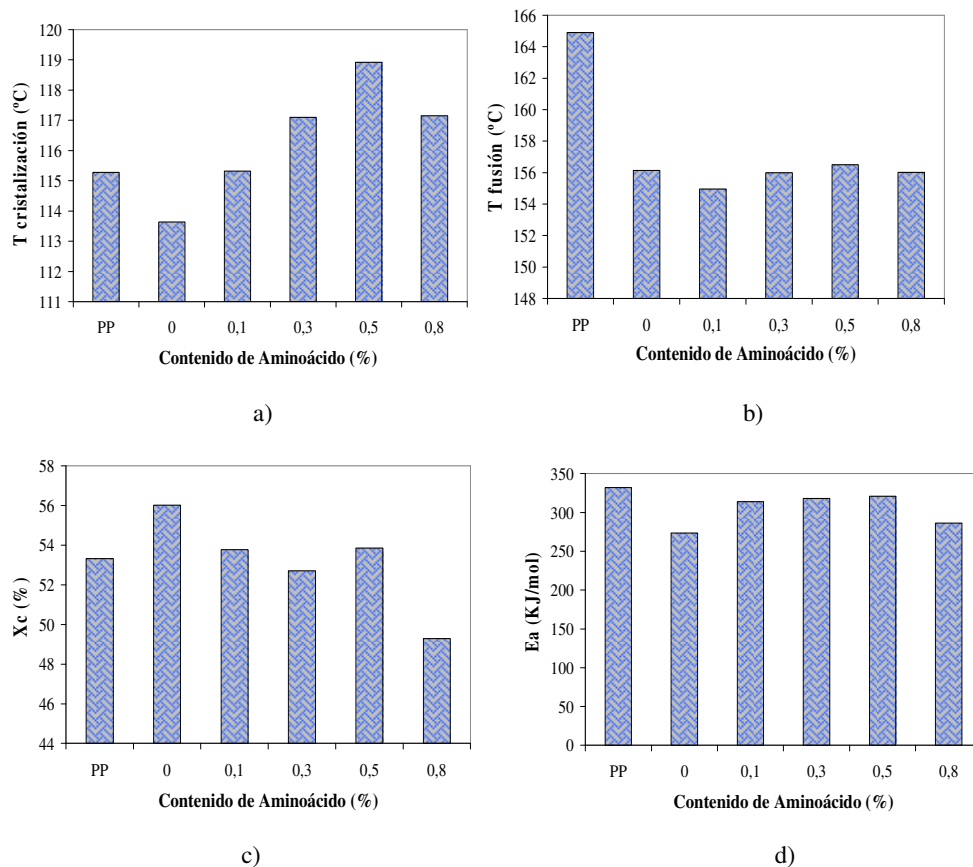 120
119
118
117
116
115
114
113
112
111
T cristalización (ºC)
PP 0 0,1 0,3 0,5 0,8
Contenido de Aminoácido (%)
a)
166
164
162
160
158
156
154
152
150
148
T fusión (ºC)
PP 0 0,1 0,3 0,5 0,8
Contenido de Aminoácido (%)
b)
58
56
54
52
50
48
46
44
Xc (%)
PP 0 0,1 0,3 0,5 0,8
Contenido de Aminoácido (%)
c)
350
300
250
200
150
100
50
0
Ea (KJ/mol)
PP 0 0,1 0,3 0,5 0,8
Contenido de Aminoácido (%)
d)